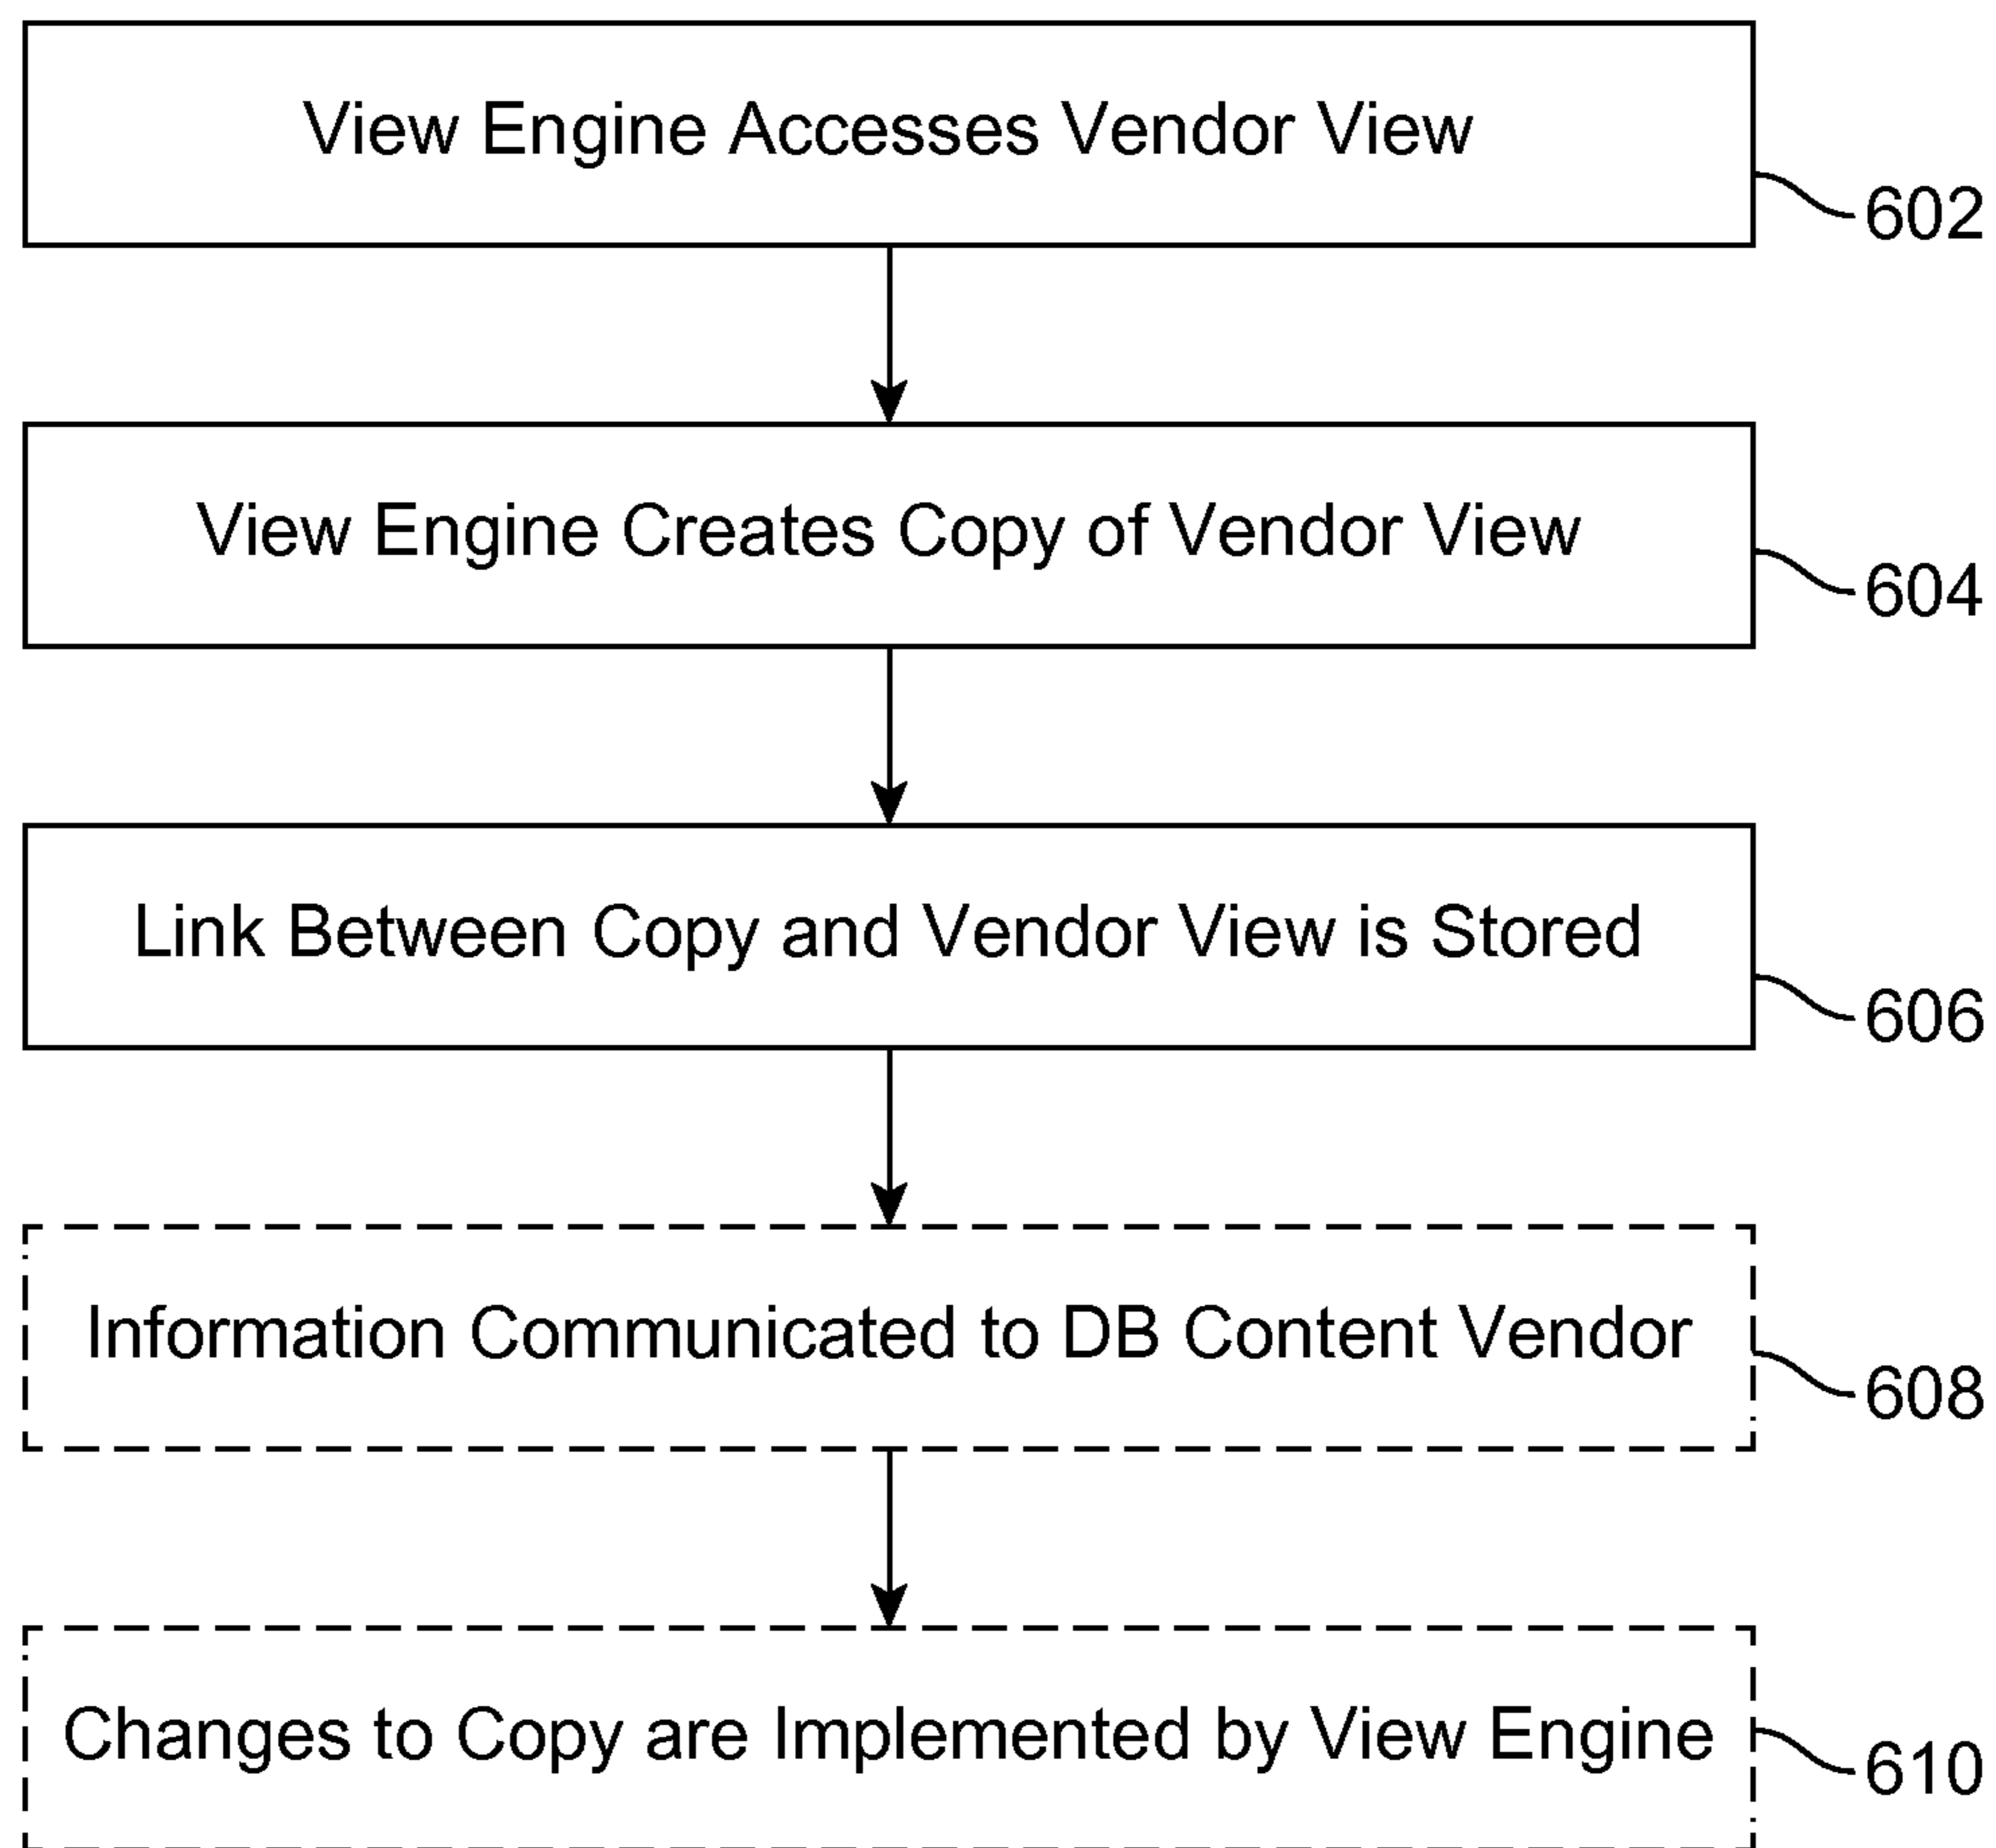 View Engine Accesses Vendor View
602
View Engine Creates Copy of Vendor View
604
Link Between Copy and Vendor View is Stored
606
Information Communicated to DB Content Vendor
608
Changes to Copy are Implemented by View Engine
610